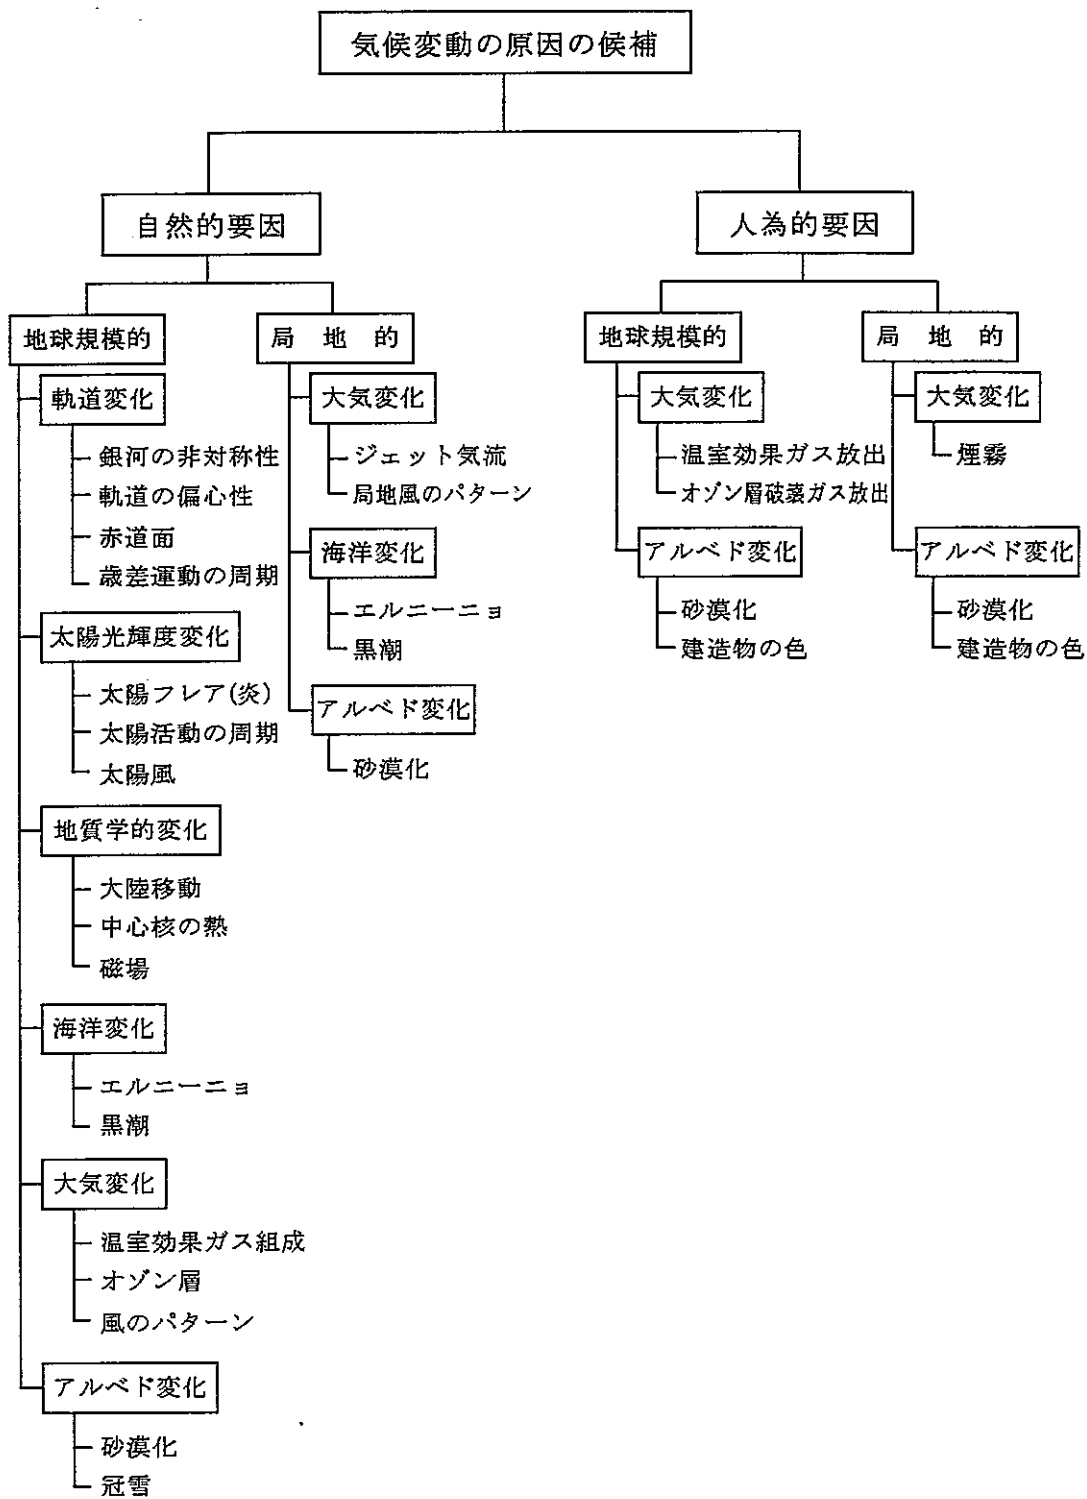 気候変動の原因の候補
自然的要因
人為的要因
地球規模的
局地的
地球規模的
局地的
軌道変化
銀河の非対称性
軌道の偏心性
赤道面
歳差運動の周期
太陽光輝度変化
太陽フレア(炎)
太陽活動の周期
太陽風
地質学的変化
大陸移動
中心核の熱
磁場
海洋変化
エルニーニョ
黒潮
大気変化
温室効果ガス組成
オゾン層
風のパターン
アルベド変化
砂漠化
冠雪
大気変化
ジェット気流
局地風のパターン
海洋変化
エルニーニョ
黒潮
アルベド変化
砂漠化
大気変化
温室効果ガス放出
オゾン層破壊ガス放出
アルベド変化
砂漠化
建造物の色
大気変化
煙霧
アルベド変化
砂漠化
建造物の色